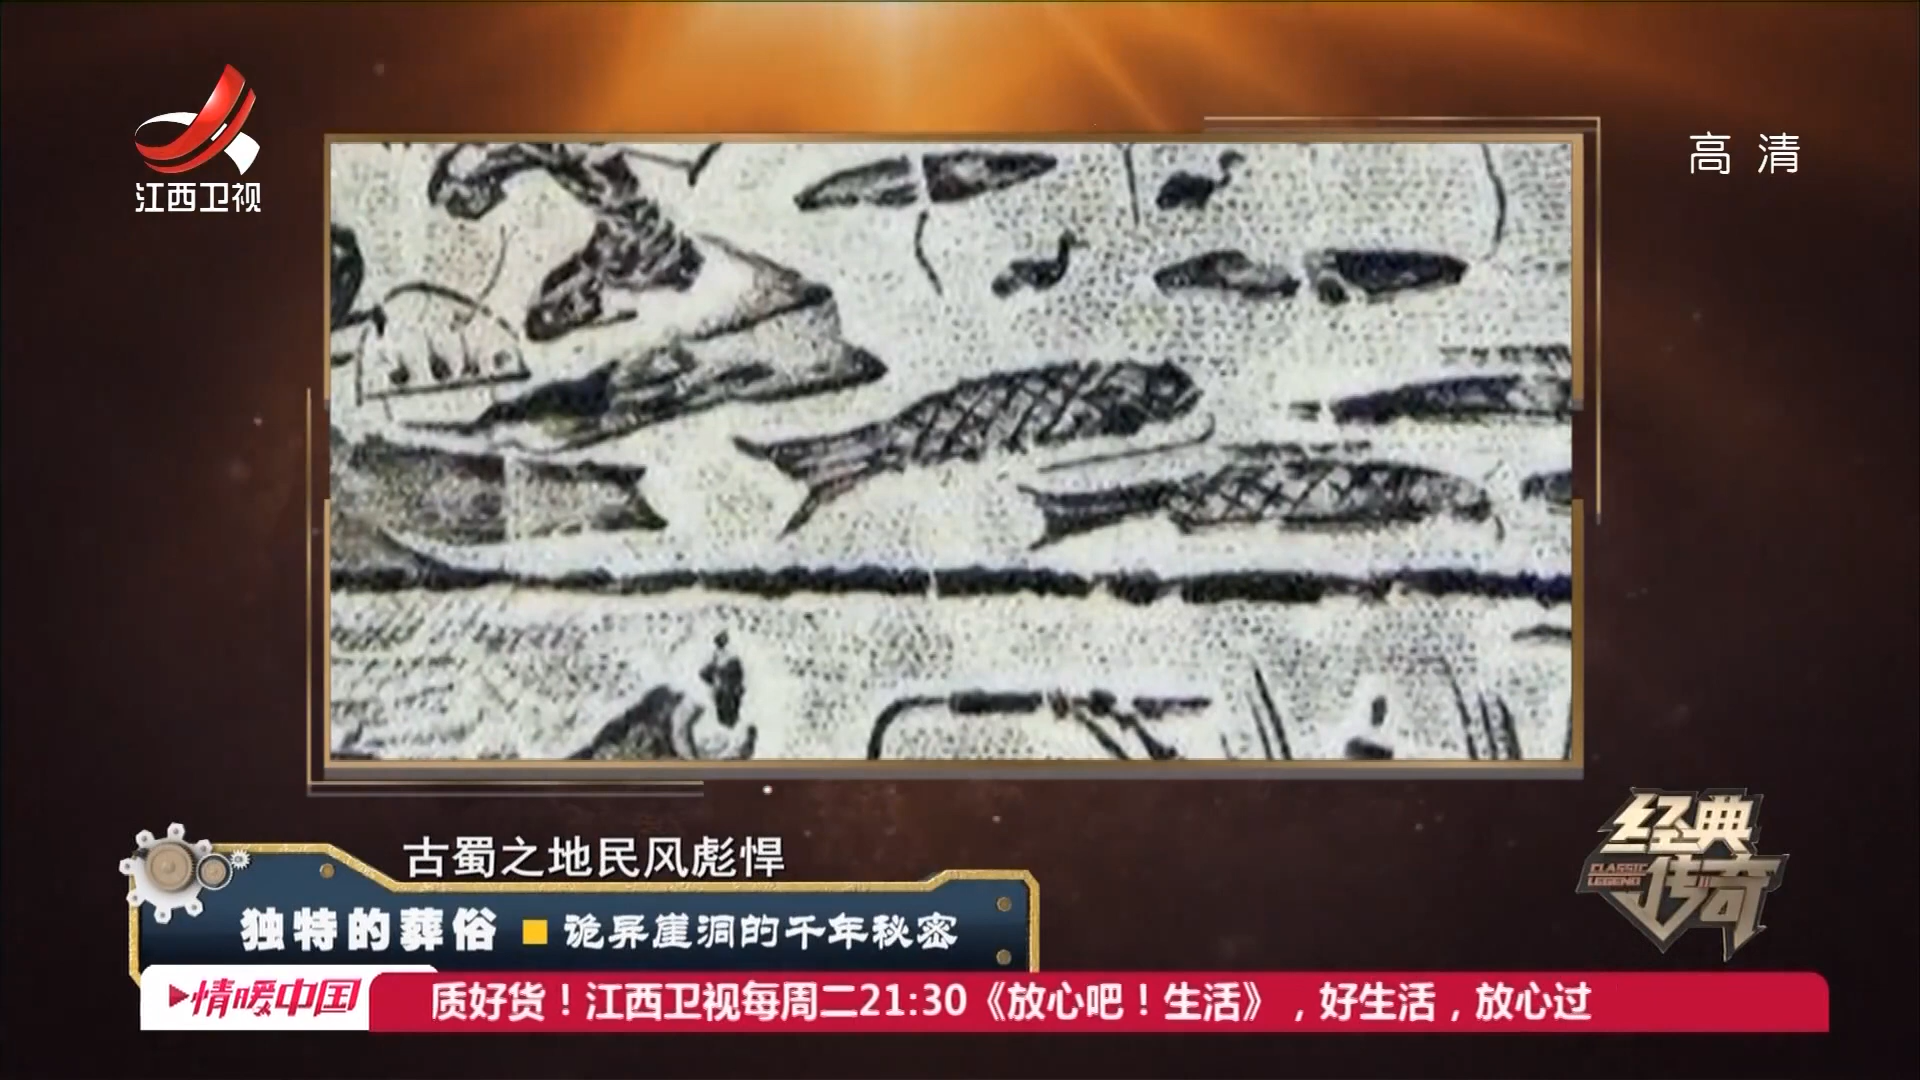 江西卫视
高清
古蜀之地民风彪悍
独特的葬俗 诡异崖洞的千年秘密
经典传奇
CLASSIC
LEGEND
情暖中国
质好货！江西卫视每周二21:30《放心吧！生活》，好生活，放心过